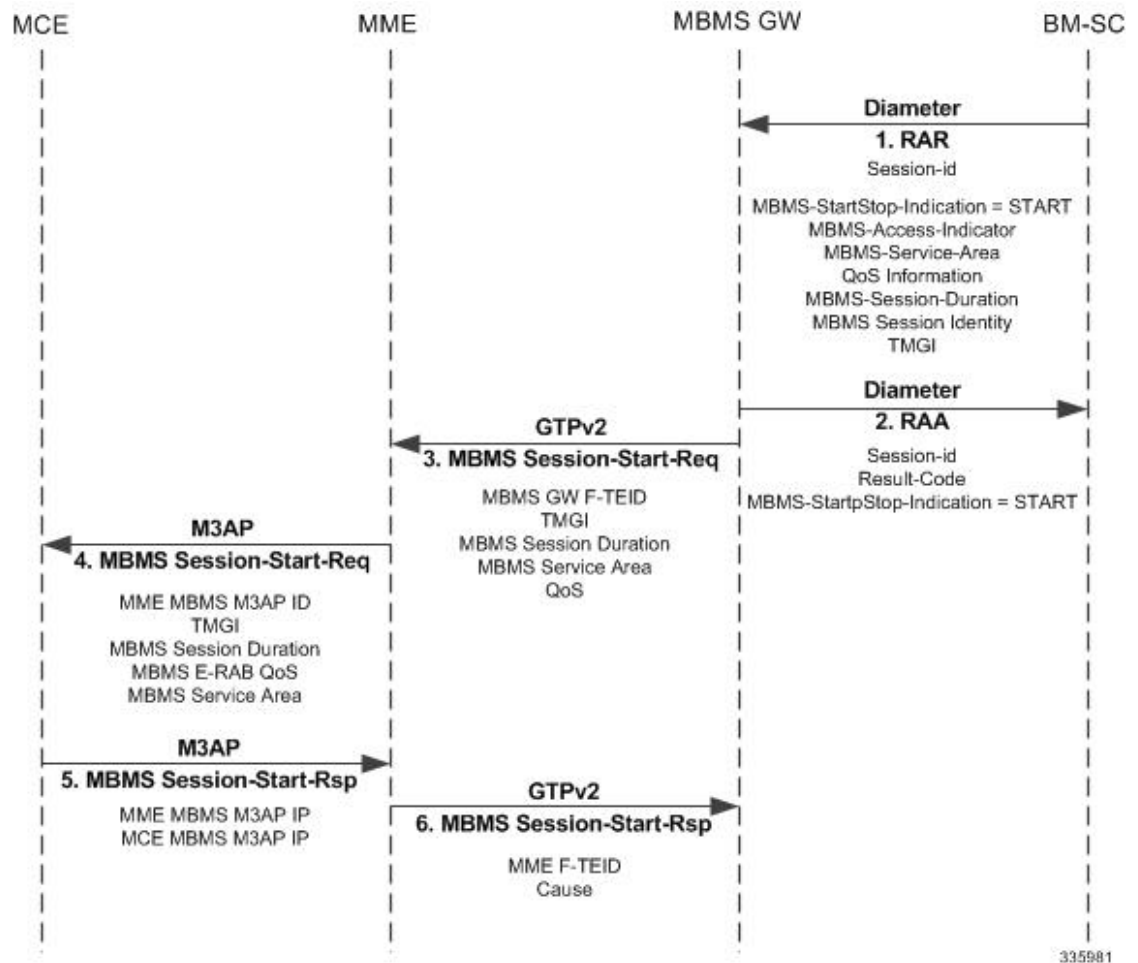 MCE MME MBMS GW BM-SC
Diameter
1. RAR
Session-id
MBMS-StartStop-Indication = START
MBMS-Access-Indicator
MBMS-Service-Area
QoS Information
MBMS-Session-Duration
MBMS Session Identity
TMGI
Diameter
2. RAA
Session-id
Result-Code
MBMS-StartpStop-Indication = START
GTPv2
3. MBMS Session-Start-Req
MBMS GW F-TEID
TMGI
MBMS Session Duration
MBMS Service Area
QoS
M3AP
4. MBMS Session-Start-Req
MME MBMS M3AP ID
TMGI
MBMS Session Duration
MBMS E-RAB QoS
MBMS Service Area
M3AP
5. MBMS Session-Start-Rsp
MME MBMS M3AP IP
MCE MBMS M3AP IP
GTPv2
6. MBMS Session-Start-Rsp
MME F-TEID
Cause
335981